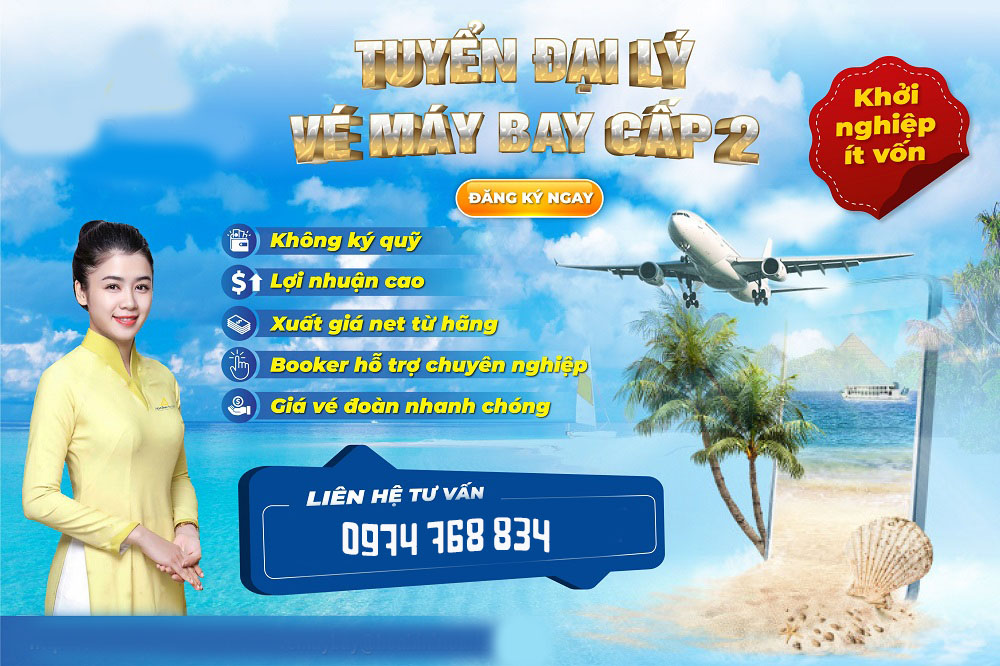 TUYỂN ĐẠI LÝ
VÉ MÁY BAY CẤP 2
Khởi
nghiệp
ít vốn
ĐĂNG KÝ NGAY
Không ký quỹ
$ Lợi nhuận cao
Xuất giá net từ hãng
Booker hỗ trợ chuyên nghiệp
Giá vé đoàn nhanh chóng
LIÊN HỆ TƯ VẤN
0974 768 834